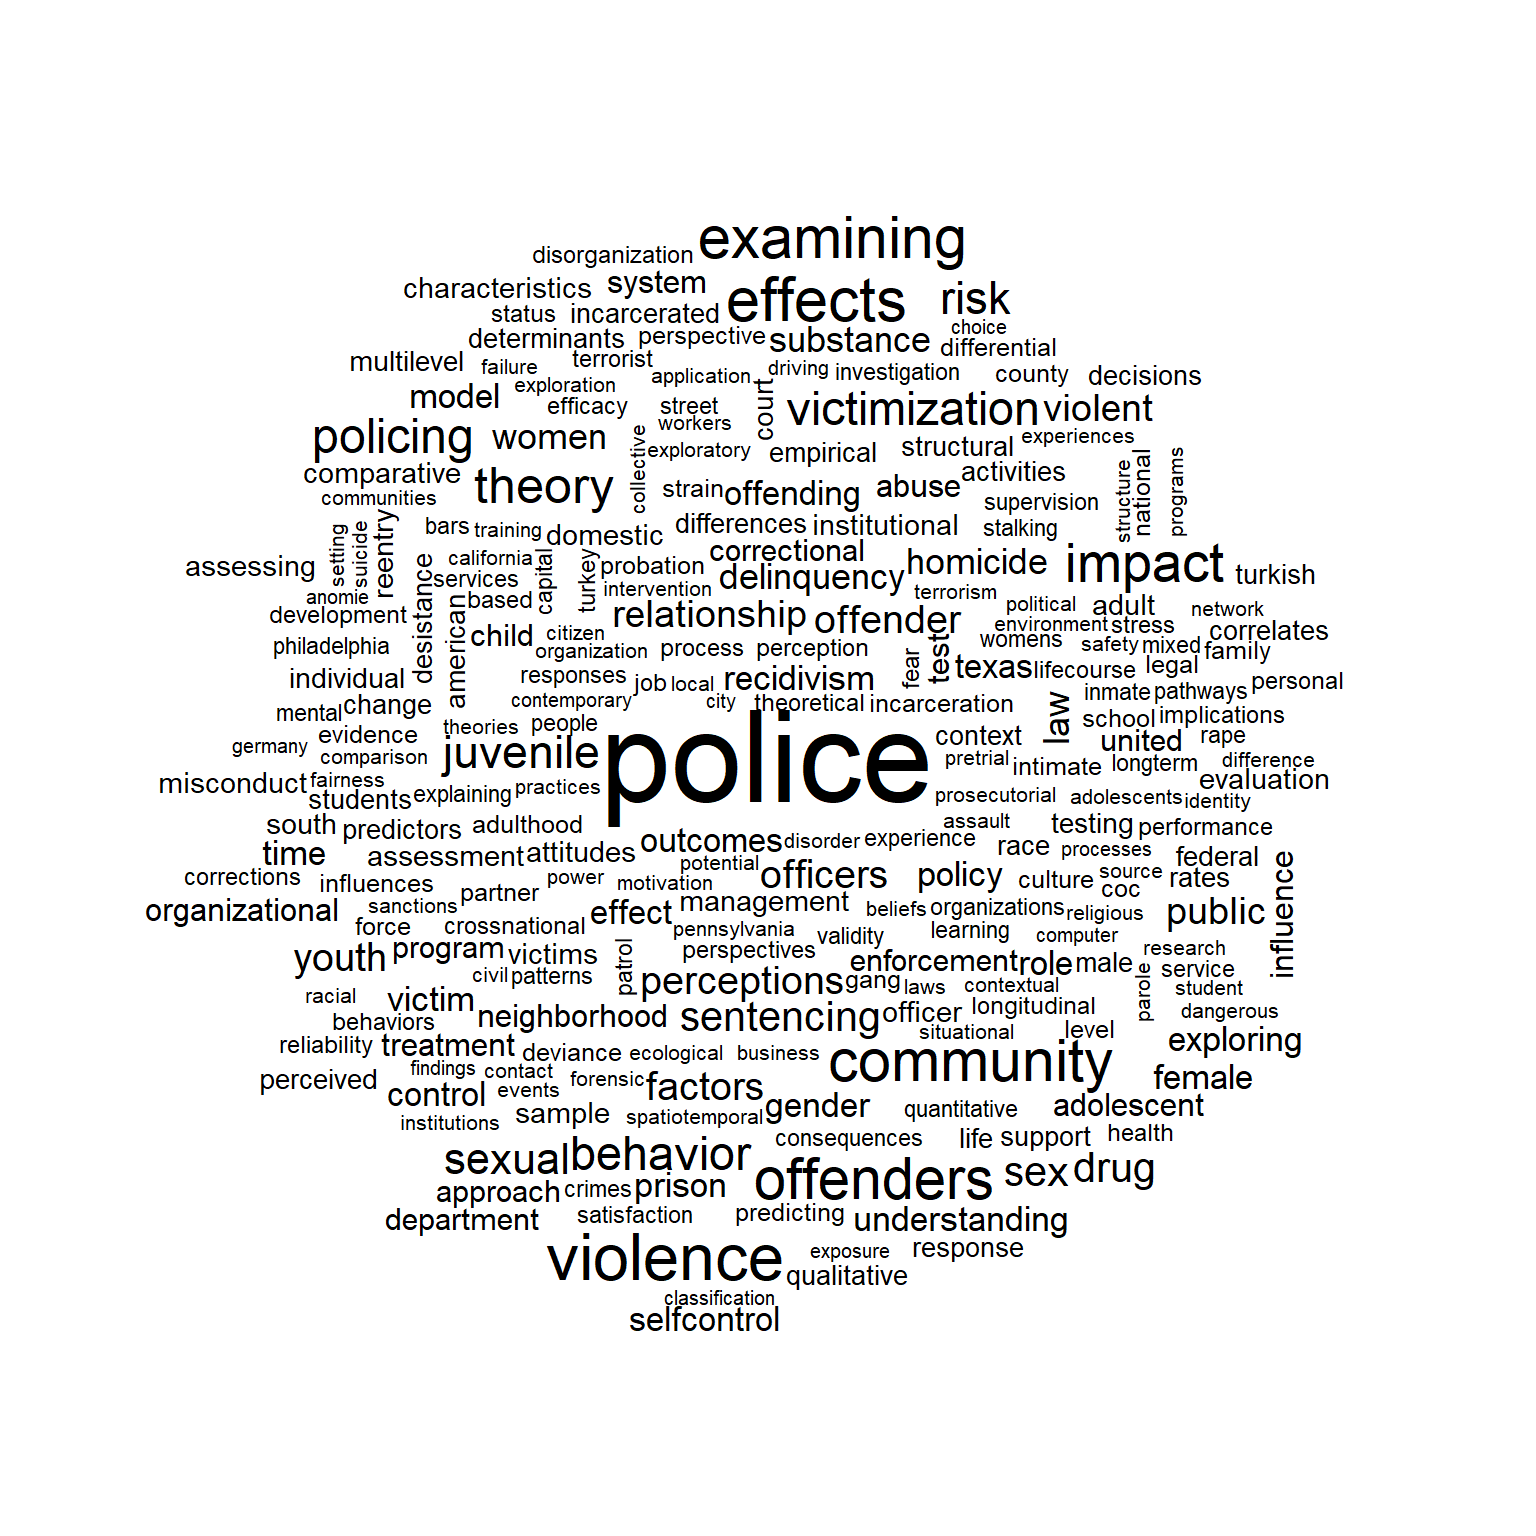 examining
disorganization
characteristics system effects risk
status incarcerated choice
determinants perspective substance differential
multilevel failure terrorist
application driving investigation county decisions
model exploration
efficacy street court victimization violent
workers
policing women collective exploratory empirical structural experiences
comparative theory strain offending abuse activities
communities supervision structure national programs
bars training domestic differences institutional stalking
setting suicide reentry
assessing california capital turkey probation correctional homicide impact turkish
desistance services intervention delinquency terrorism
anomie american based
development relationship offender political adult network
philadelphia child citizen environment stress correlates
organization process perception fear test womens safety mixed family
individual responses job local recidivism texas lifecourse legal personal
mental change contemporary city theoretical incarceration law inmate pathways
theories people school implications
germany evidence juvenile police context united rape
comparison pretrial intimate longterm difference
misconduct fairness evaluation
students explaining practices prosecutorial adolescents identity
south predictors adulthood assault testing performance
time assessment attitudes outcomes disorder experience race processes federal
corrections influences partner power motivation potential officers policy culture source rates
coc
organizational sanctions effect management beliefs organizations religious public influence
force crossnational pennsylvania validity learning computer
youth program victims perspectives enforcement role male research
racial civil patterns patrol perceptions gang laws contextual parole service student
victim longitudinal
behaviors neighborhood sentencing officer situational level dangerous
reliability treatment deviance ecological business community exploring
perceived findings contact forensic factors female
control events
institutions sample spatiotemporal gender quantitative adolescent
consequences life support health
sexual behavior
approach crimes prison offenders sex drug
department satisfaction predicting understanding
violence exposure response
qualitative
classification
selfcontrol